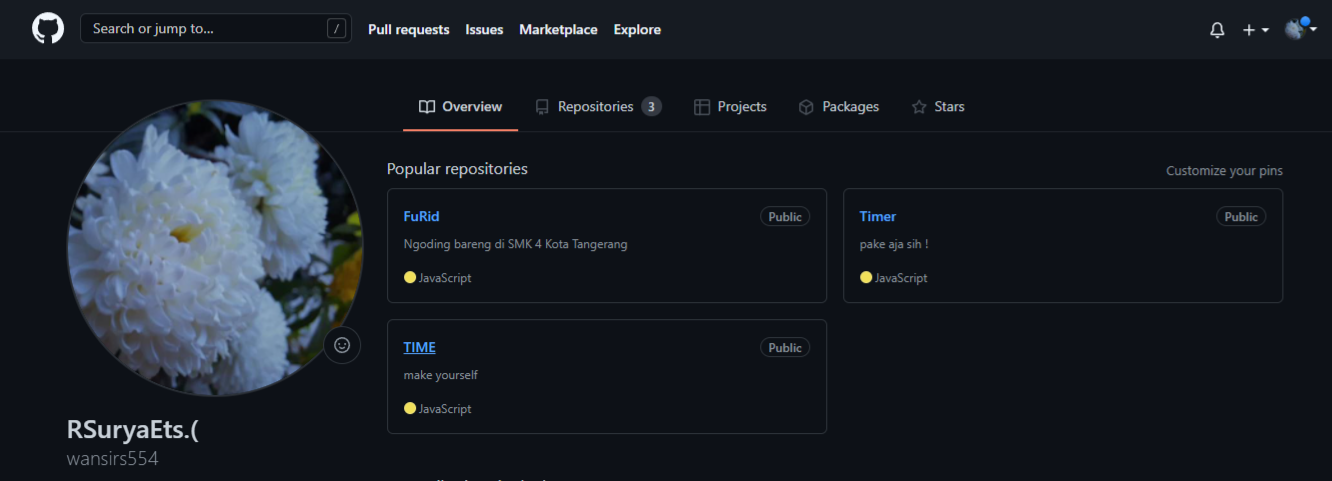 Search or jump to... /
Pull requests Issues Marketplace Explore
Overview Repositories 3 Projects Packages Stars
Popular repositories
Customize your pins
FuRid Public
Ngoding bareng di SMK 4 Kota Tangerang
JavaScript
Timer Public
pake aja sih !
JavaScript
TIME Public
make yourself
JavaScript
RSuryaEts.(
wansirs554